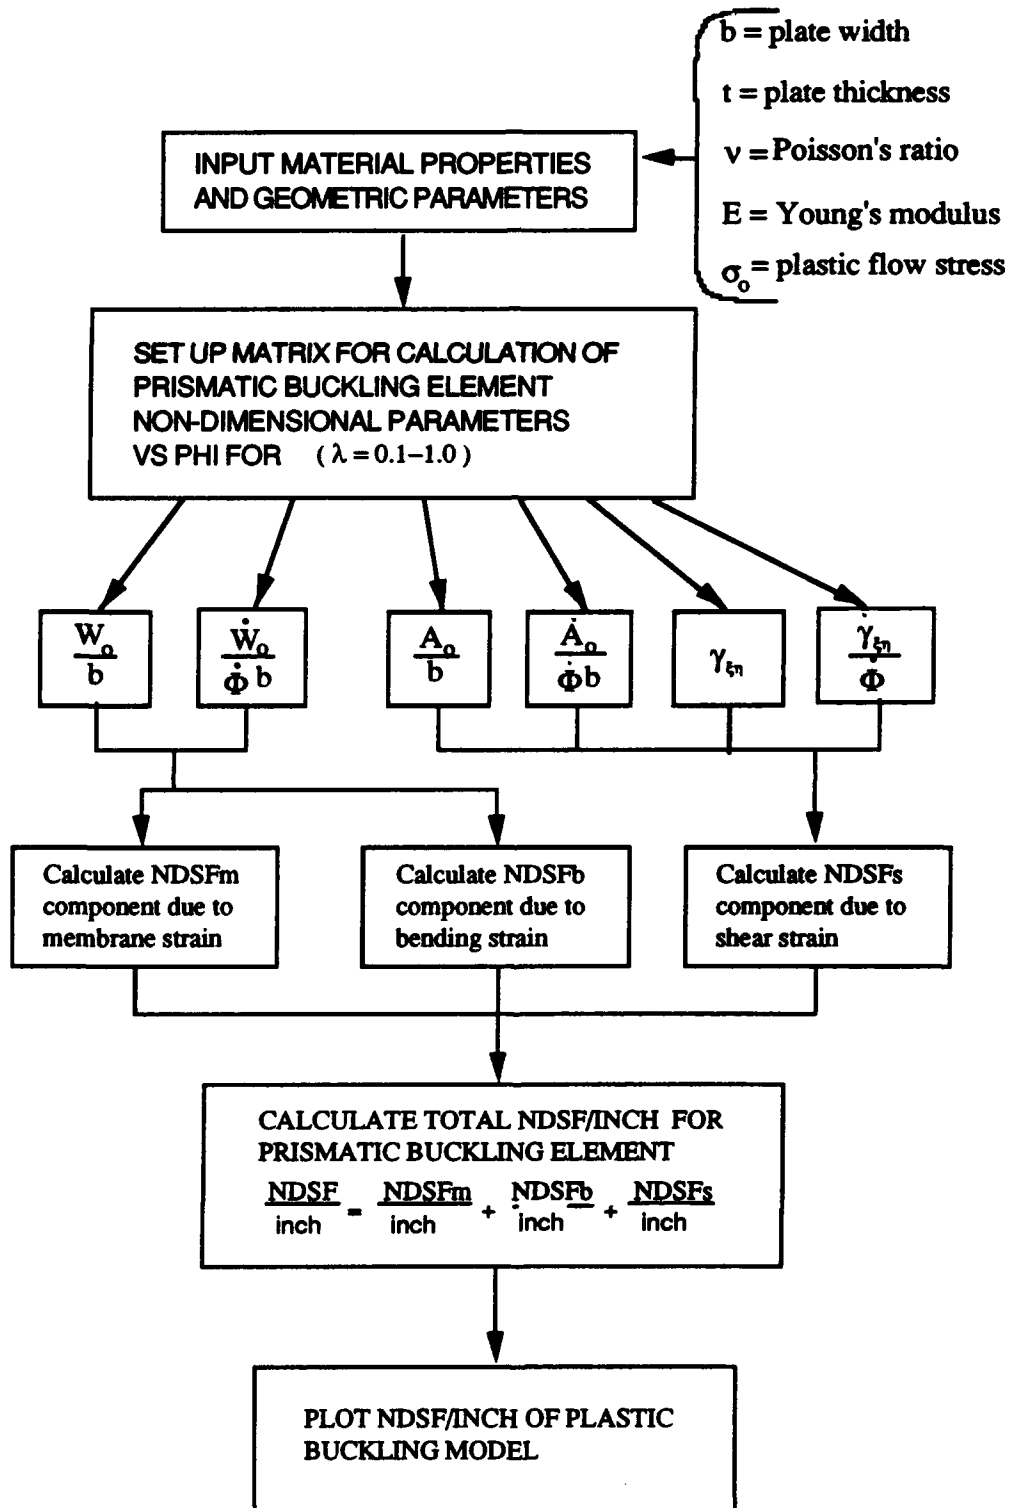 b = plate width
t = plate thickness
ν = Poisson's ratio
E = Young's modulus
σₒ = plastic flow stress
INPUT MATERIAL PROPERTIES
AND GEOMETRIC PARAMETERS
SET UP MATRIX FOR CALCULATION OF
PRISMATIC BUCKLING ELEMENT
NON-DIMENSIONAL PARAMETERS
VS PHI FOR ( λ = 0.1–1.0 )
Wₒ
b
Ẇₒ
Φ̇ b
Aₒ
b
Ȧₒ
Φ̇ b
γξη
γ̇ξη
Φ̇
Calculate NDSFm
component due to
membrane strain
Calculate NDSFb
component due to
bending strain
Calculate NDSFs
component due to
shear strain
CALCULATE TOTAL NDSF/INCH FOR
PRISMATIC BUCKLING ELEMENT
NDSF/inch = NDSFm/inch + NDSFb/inch + NDSFs/inch
PLOT NDSF/INCH OF PLASTIC
BUCKLING MODEL